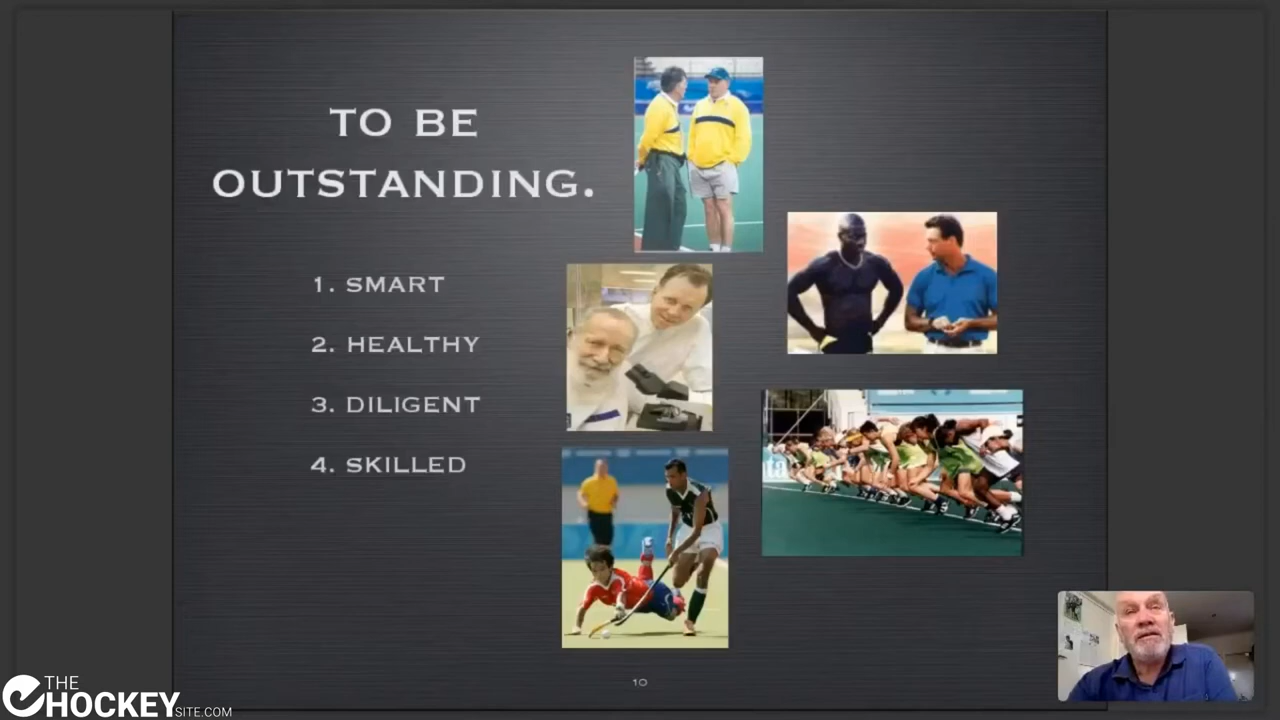 TO BE
OUTSTANDING.
1. SMART
2. HEALTHY
3. DILIGENT
4. SKILLED
10
THE
HOCKEY
SITE.COM